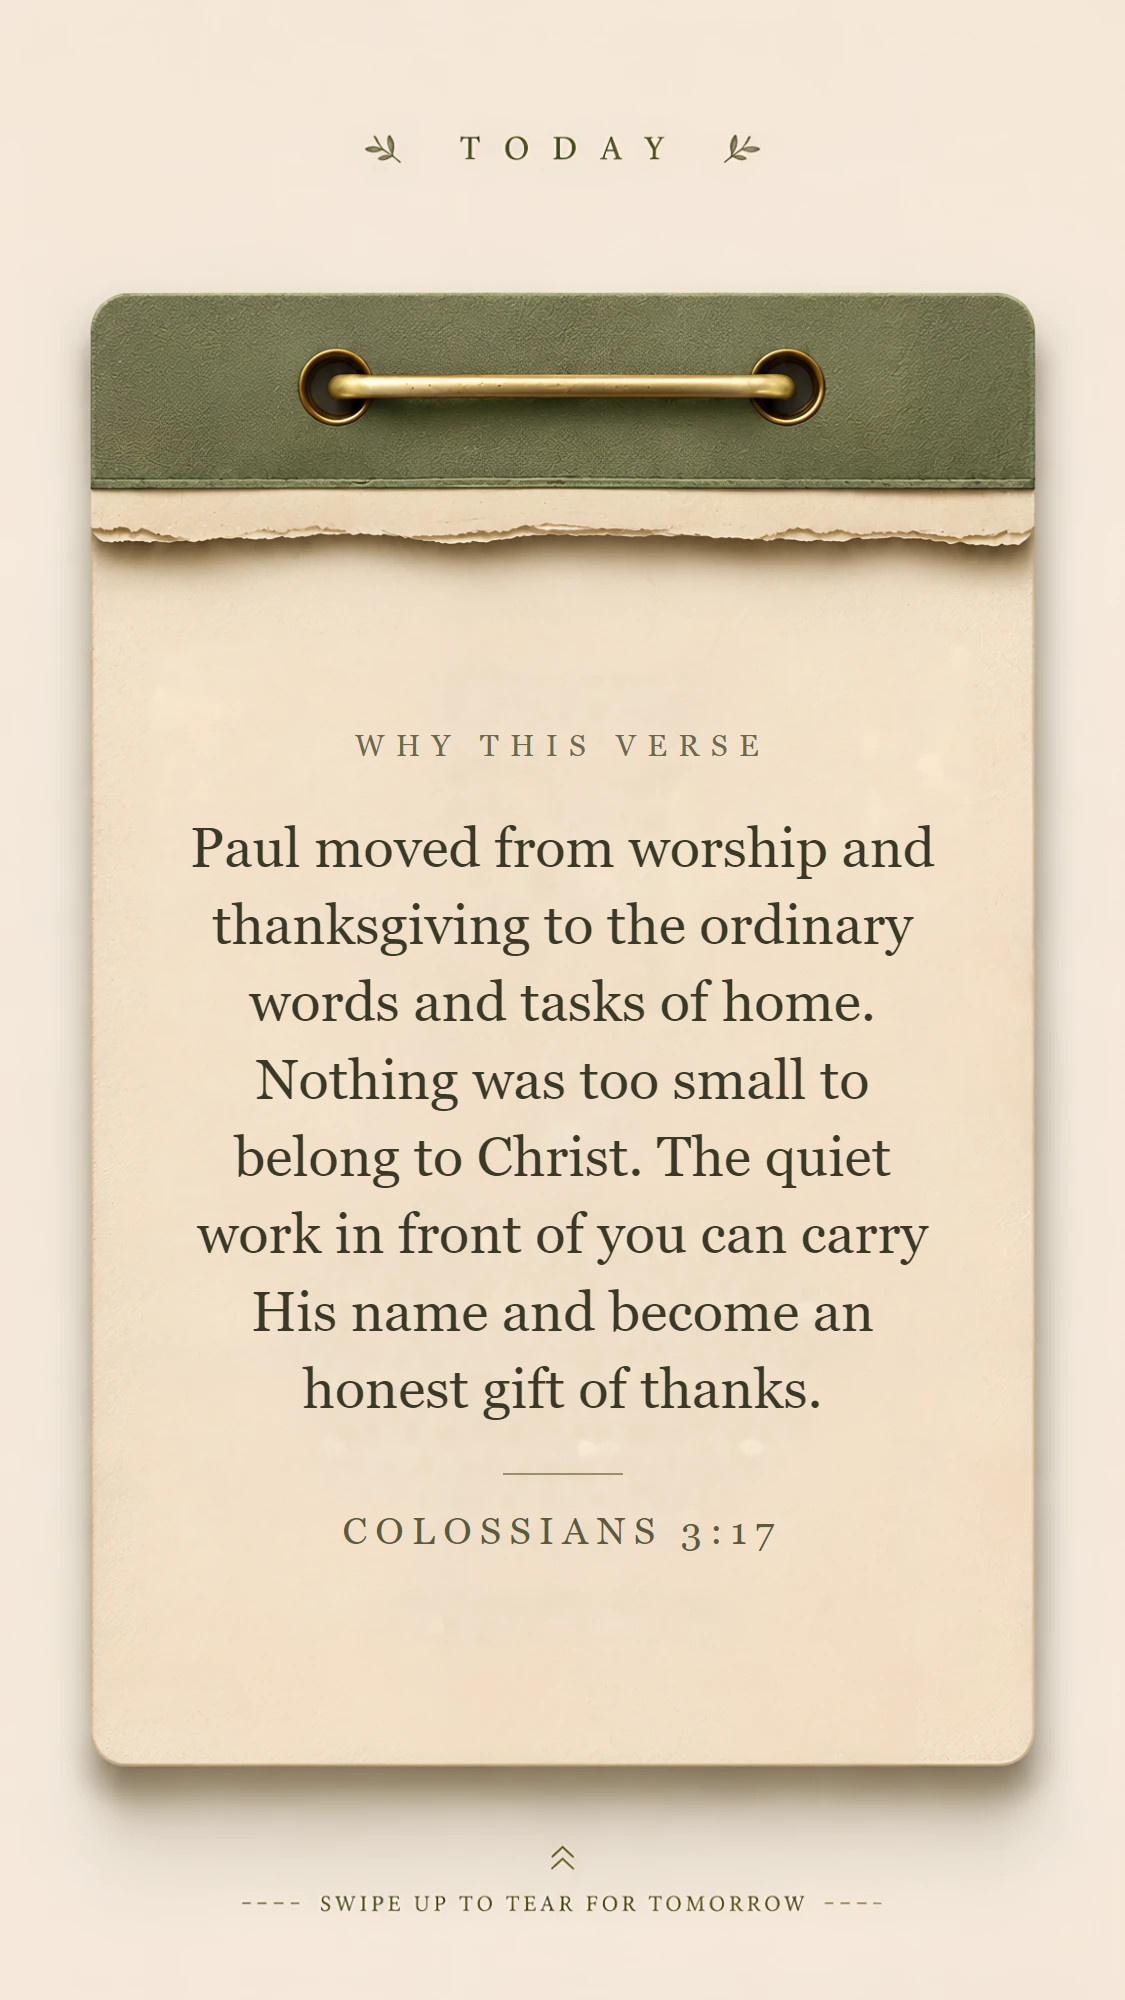 TODAY
WHY THIS VERSE
Paul moved from worship and
thanksgiving to the ordinary
words and tasks of home.
Nothing was too small to
belong to Christ. The quiet
work in front of you can carry
His name and become an
honest gift of thanks.
COLOSSIANS 3:17
SWIPE UP TO TEAR FOR TOMORROW